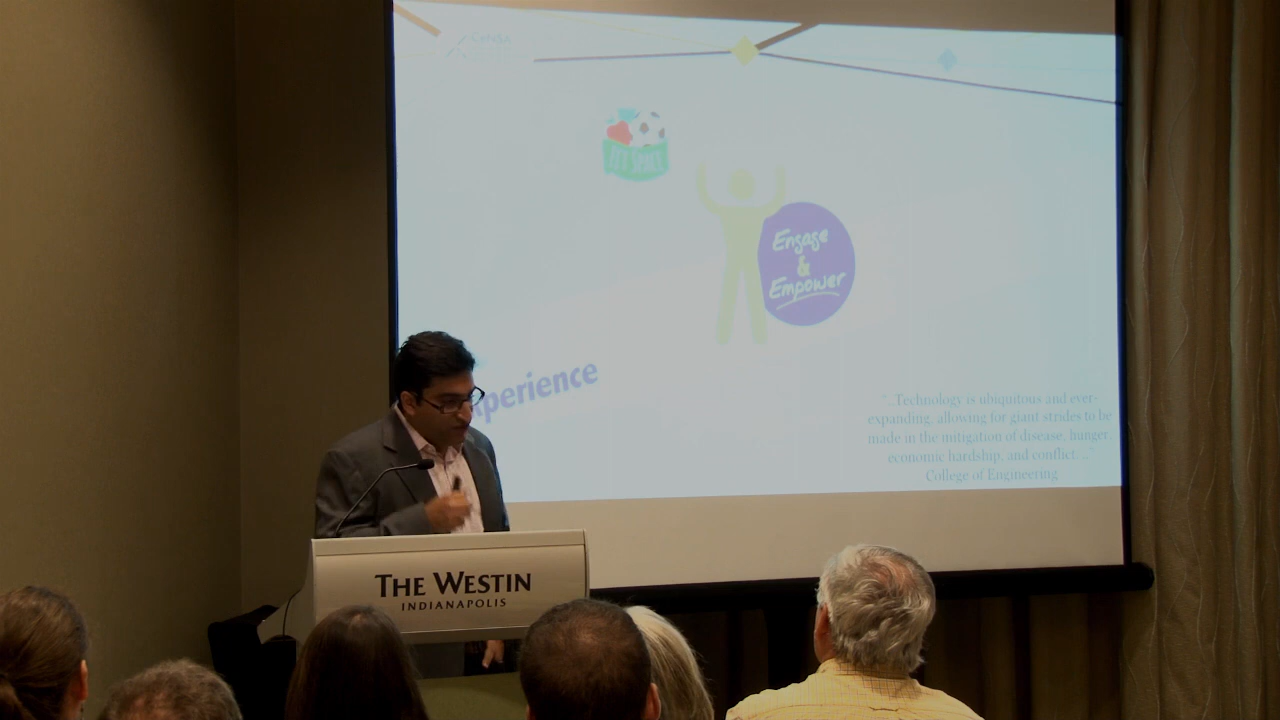 Engage
&
Empower
perience
"..Technology is ubiquitous and ever-
expanding, allowing for giant strides to be
made in the mitigation of disease, hunger,
economic hardship, and conflict...."
College of Engineering
THE WESTIN
INDIANAPOLIS